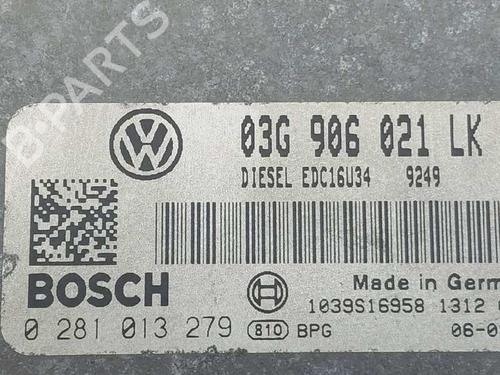 B-PARTS
03G 906 021 LK
DIESEL EDC16U34 9249
BOSCH
Made in Germ
1039S16958 1312
0 281 013 279 810 BPG 06-0